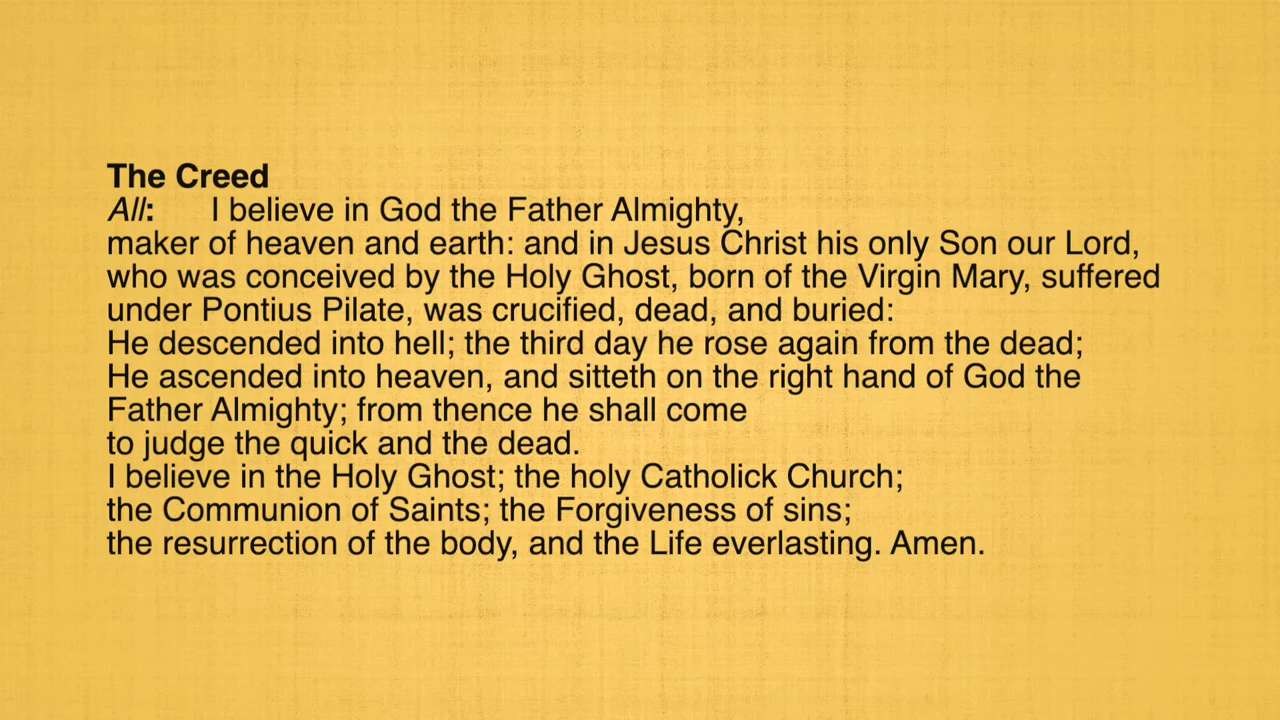 The Creed
All: I believe in God the Father Almighty,
maker of heaven and earth: and in Jesus Christ his only Son our Lord,
who was conceived by the Holy Ghost, born of the Virgin Mary, suffered
under Pontius Pilate, was crucified, dead, and buried:
He descended into hell; the third day he rose again from the dead;
He ascended into heaven, and sitteth on the right hand of God the
Father Almighty; from thence he shall come
to judge the quick and the dead.
I believe in the Holy Ghost; the holy Catholick Church;
the Communion of Saints; the Forgiveness of sins;
the resurrection of the body, and the Life everlasting. Amen.